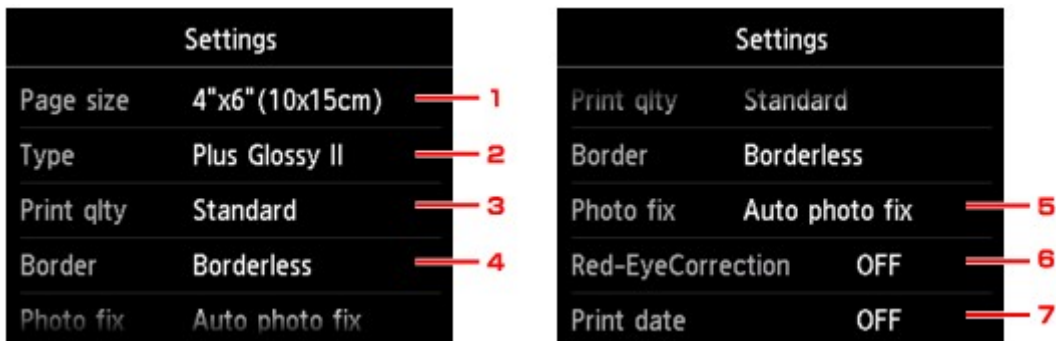 Settings
Page size 4"x6"(10x15cm) 1
Type Plus Glossy II 2
Print qlty Standard 3
Border Borderless 4
Photo fix Auto photo fix
Settings
Print qlty Standard
Border Borderless
Photo fix Auto photo fix 5
Red-EyeCorrection OFF 6
Print date OFF 7